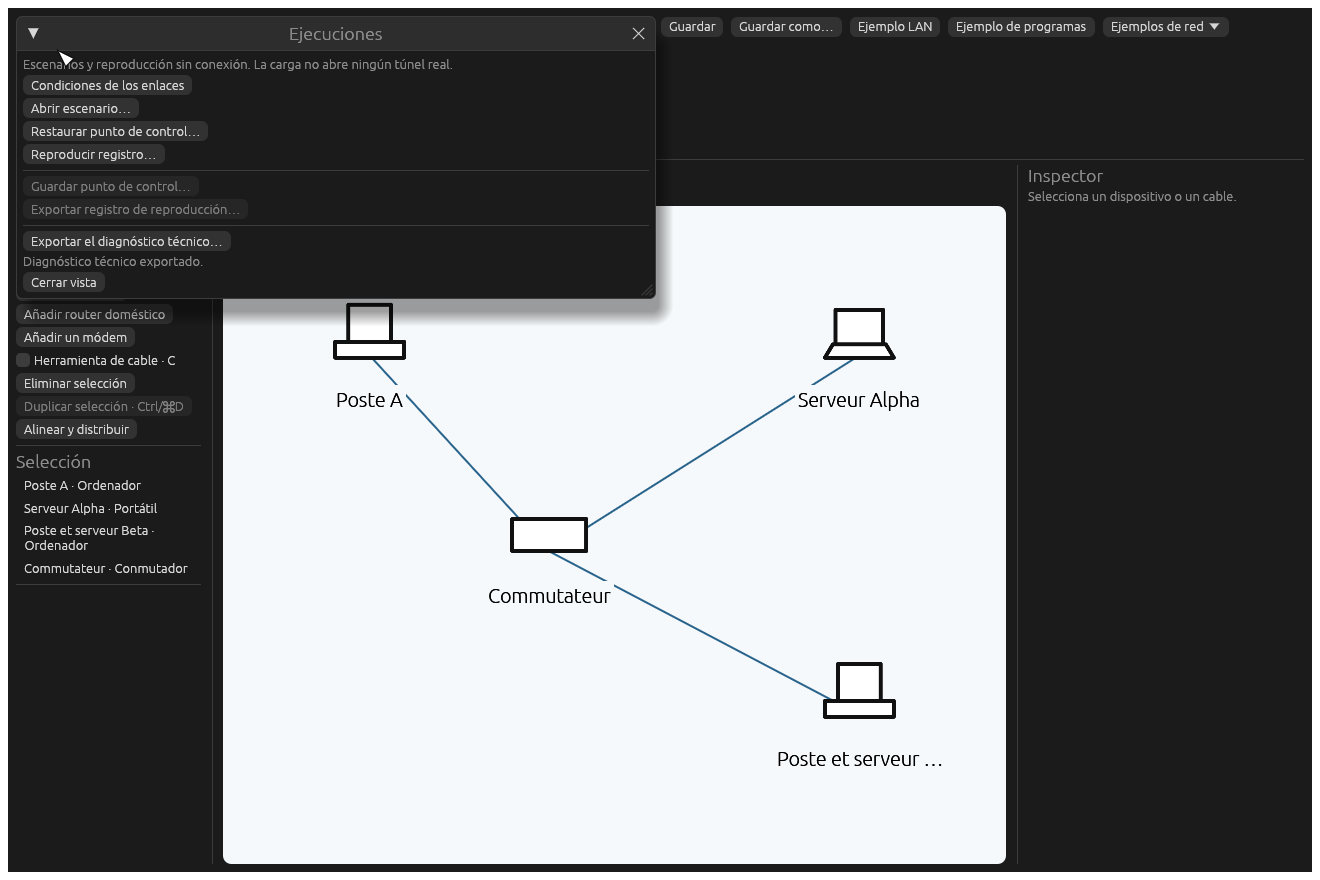 Ejecuciones
Guardar
Guardar como…
Ejemplo LAN
Ejemplo de programas
Ejemplos de red
Escenarios y reproducción sin conexión. La carga no abre ningún túnel real.
Condiciones de los enlaces
Abrir escenario…
Restaurar punto de control…
Reproducir registro…
Guardar punto de control…
Exportar registro de reproducción…
Exportar el diagnóstico técnico…
Diagnóstico técnico exportado.
Cerrar vista
Añadir router doméstico
Añadir un módem
Herramienta de cable · C
Eliminar selección
Duplicar selección · Ctrl/⌘D
Alinear y distribuir
Selección
Poste A · Ordenador
Serveur Alpha · Portátil
Poste et serveur Beta ·
Ordenador
Commutateur · Conmutador
Poste A
Serveur Alpha
Commutateur
Poste et serveur …
Inspector
Selecciona un dispositivo o un cable.